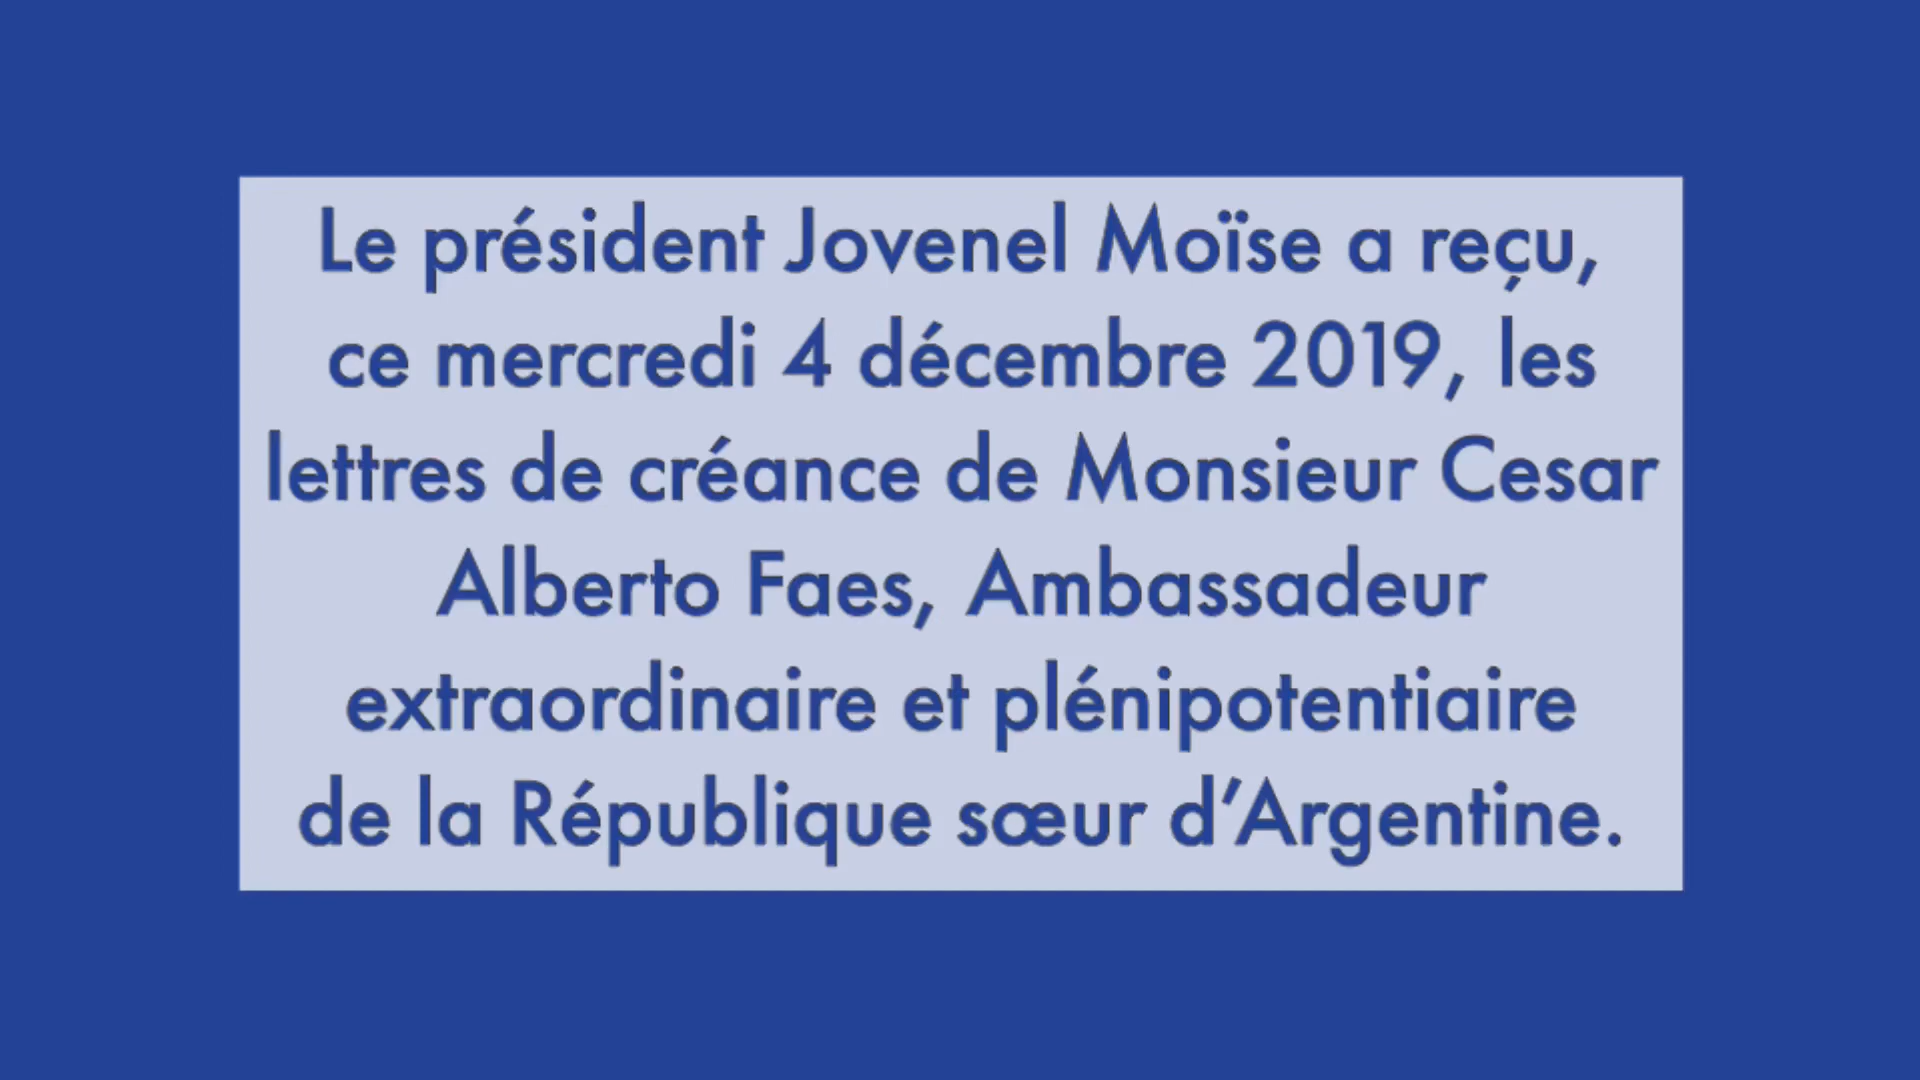 Le président Jovenel Moïse a reçu,
ce mercredi 4 décembre 2019, les
lettres de créance de Monsieur Cesar
Alberto Faes, Ambassadeur
extraordinaire et plénipotentiaire
de la République sœur d’Argentine.